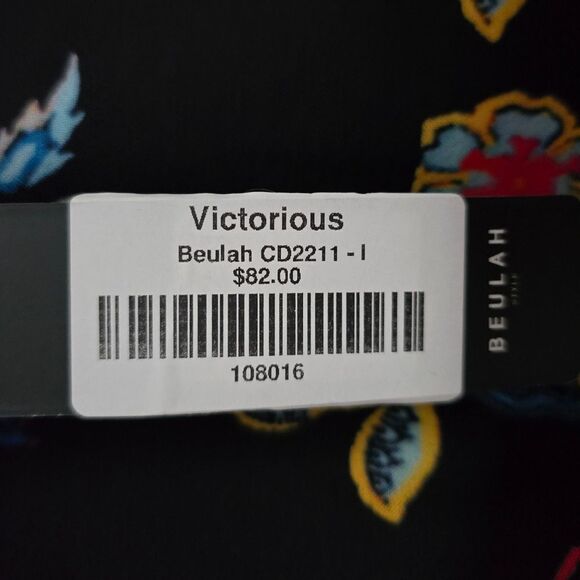 Victorious
Beulah CD2211 - l
$82.00
108016
BEULAH